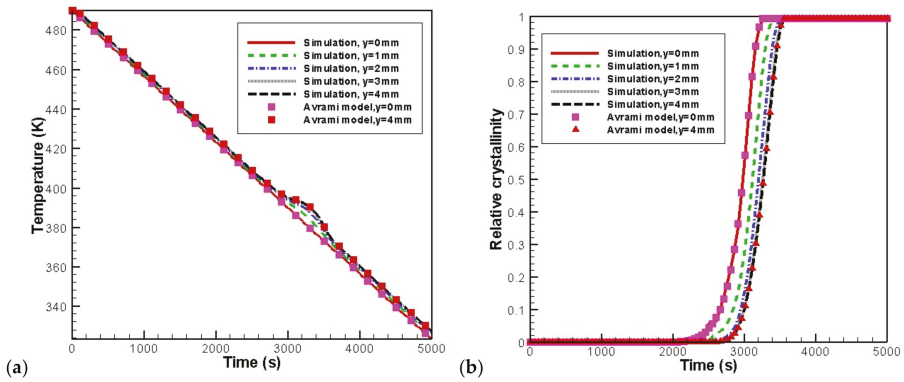 480
460
440
420
400
380
360
340
Temperature (K)
Simulation, y=0mm
Simulation, y=1mm
Simulation, y=2mm
Simulation, y=3mm
Simulation, y=4mm
Avrami model,y=0mm
Avrami model,y=4mm
0 1000 2000 3000 4000 5000
Time (s)
(a)
1
0.9
0.8
0.7
0.6
0.5
0.4
0.3
0.2
0.1
0
Relative crystallinity
Simulation,y=0mm
Simulation,y=1mm
Simulation,y=2mm
Simulation,y=3mm
Simulation,y=4mm
Avrami model,y=0mm
Avrami model,y=4mm
0 1000 2000 3000 4000 5000
Time (s)
(b)